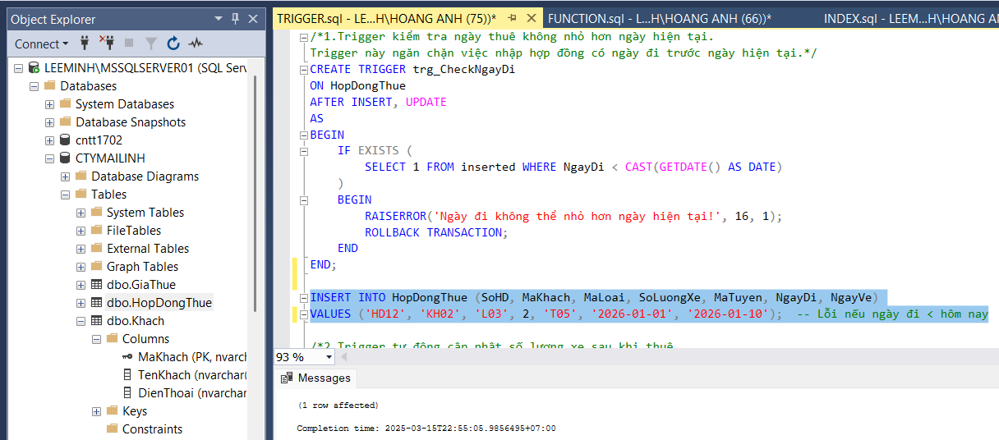 Object Explorer
Connect
LEEMINH\MSSQLSERVER01 (SQL Serv
Databases
System Databases
Database Snapshots
cntt1702
CTYMAILINH
Database Diagrams
Tables
System Tables
FileTables
External Tables
Graph Tables
dbo.GiaThue
dbo.HopDongThue
dbo.Khach
Columns
MaKhach (PK, nvarch
TenKhach (nvarchar(
DienThoai (nvarchar
Keys
Constraints
TRIGGER.sql - LE...H\HOANG ANH (75))* FUNCTION.sql - L...H\HOANG ANH (66))* INDEX.sql - LEEM...H\HOANG AN
/*1.Trigger kiểm tra ngày thuê không nhỏ hơn ngày hiện tại.
Trigger này ngăn chặn việc nhập hợp đồng có ngày đi trước ngày hiện tại.*/
CREATE TRIGGER trg_CheckNgayDi
ON HopDongThue
AFTER INSERT, UPDATE
AS
BEGIN
IF EXISTS (
SELECT 1 FROM inserted WHERE NgayDi < CAST(GETDATE() AS DATE)
)
BEGIN
RAISERROR('Ngày đi không thể nhỏ hơn ngày hiện tại!', 16, 1);
ROLLBACK TRANSACTION;
END
END;
INSERT INTO HopDongThue (SoHD, MaKhach, MaLoai, SoLuongXe, MaTuyen, NgayDi, NgayVe)
VALUES ('HD12', 'KH02', 'L03', 2, 'T05', '2026-01-01', '2026-01-10'); -- Lỗi nếu ngày đi < hôm nay
/*2.Trigger tự động cập nhật số lượng xe sau khi thuê
93 %
Messages
(1 row affected)
Completion time: 2025-03-15T22:55:05.9856495+07:00